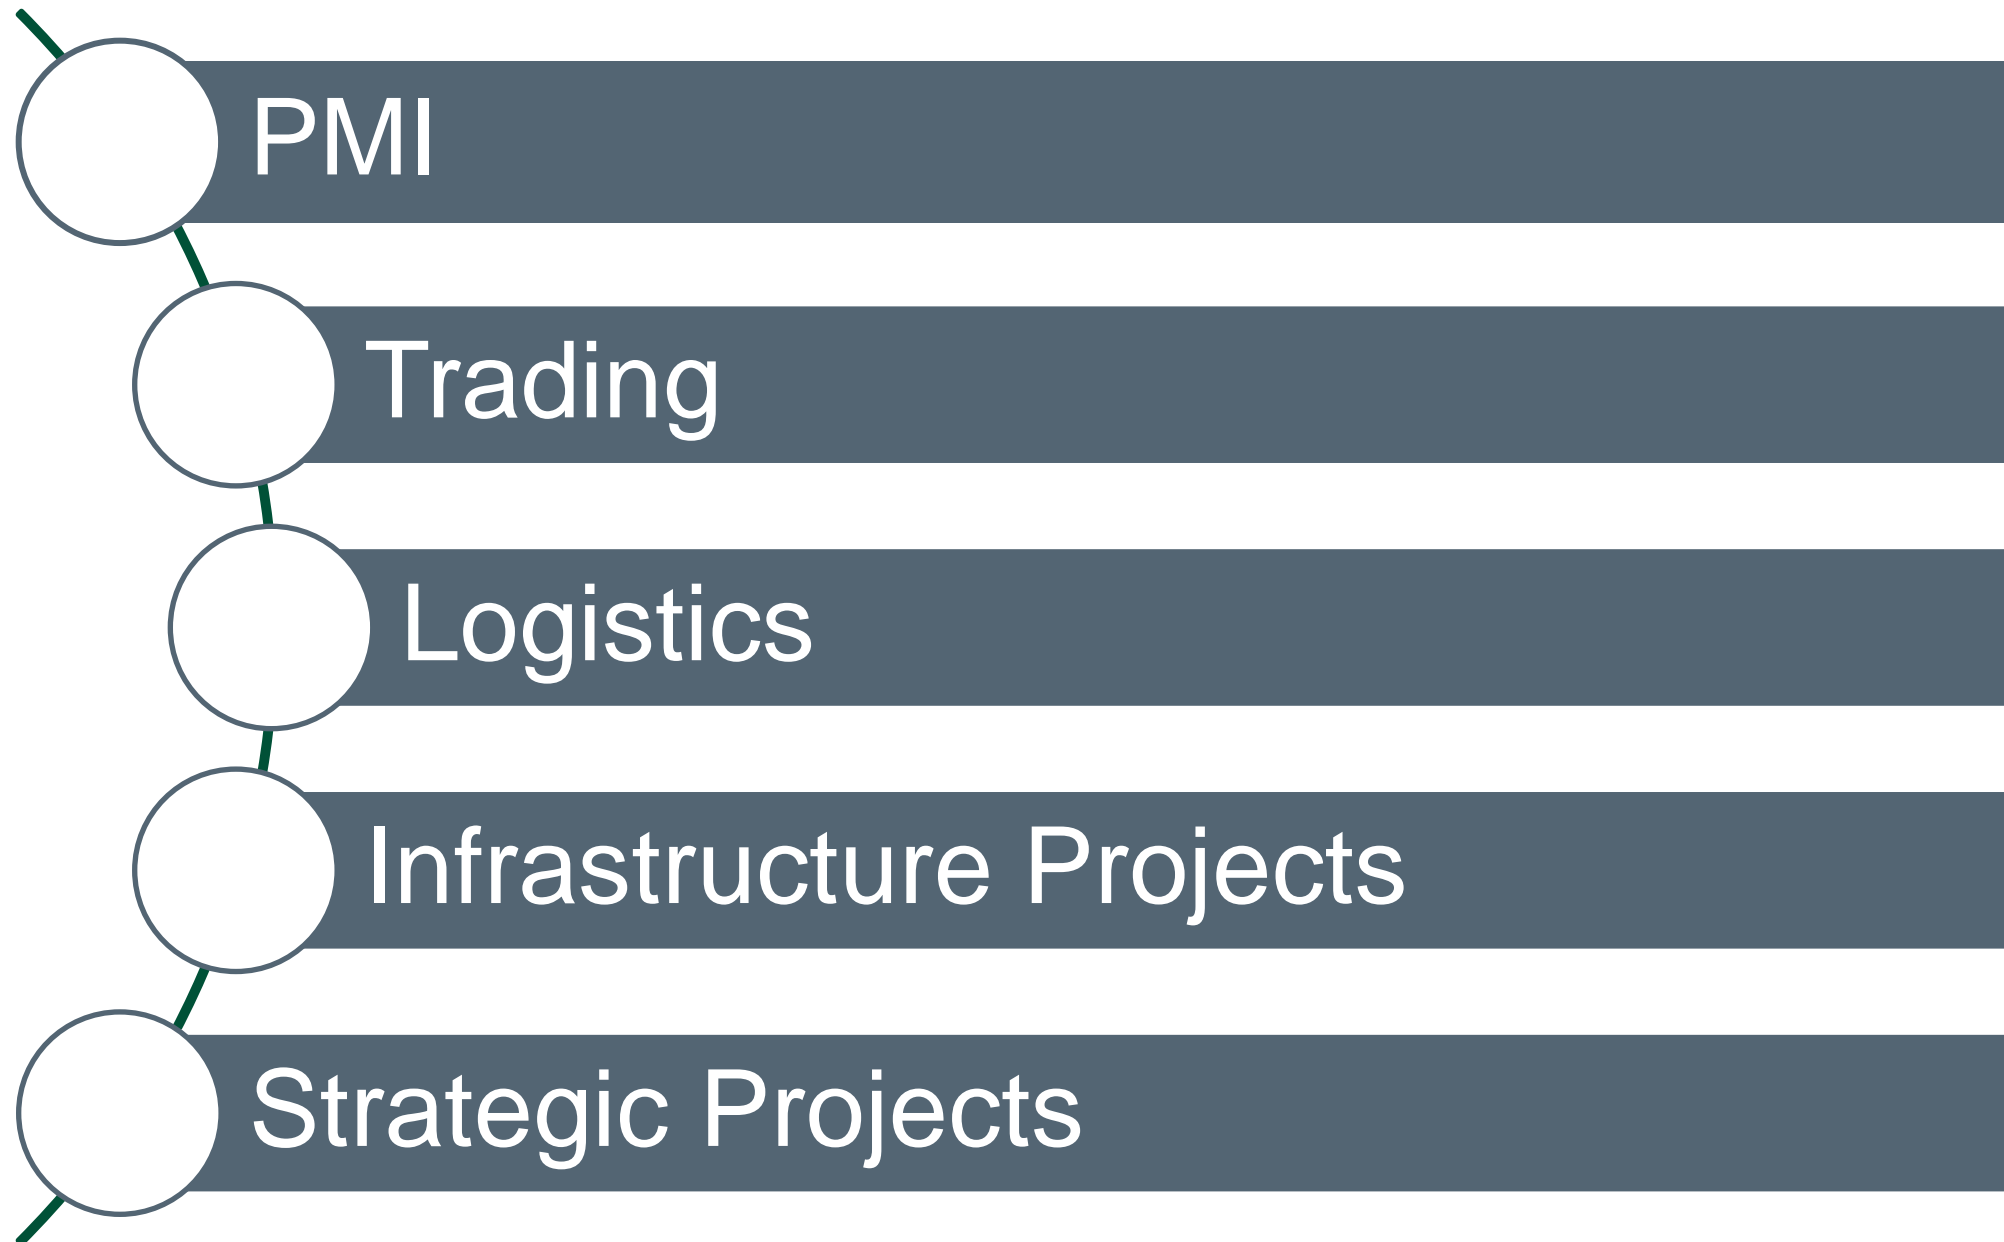 PMI
Trading
Logistics
Infrastructure Projects
Strategic Projects